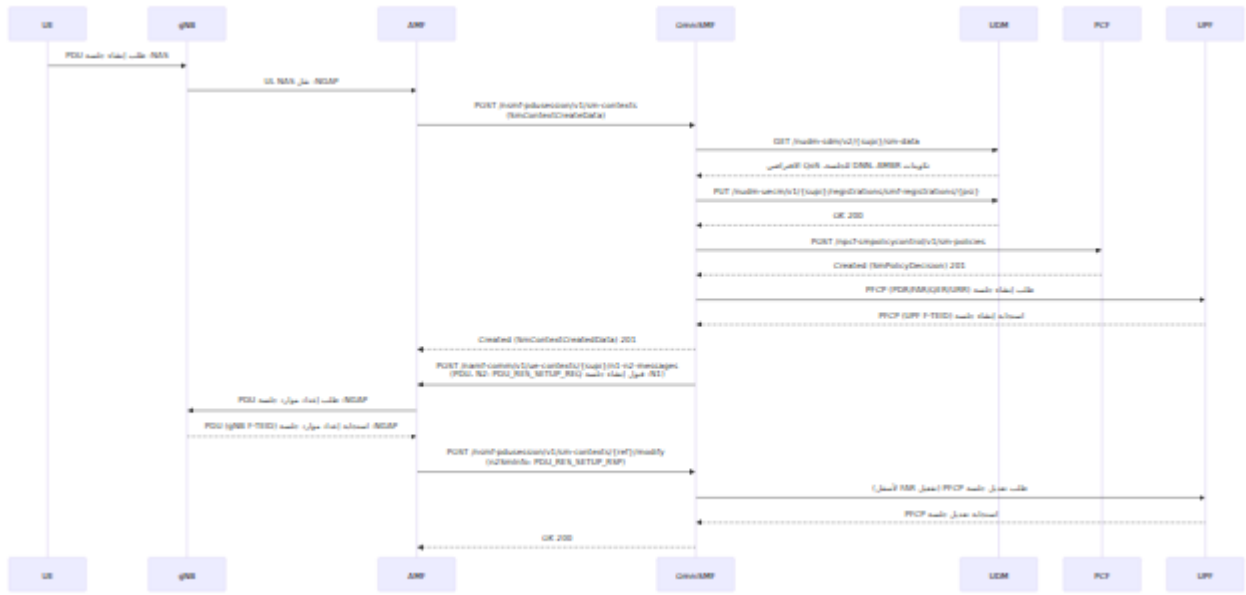 UE gNB AMF OmniAMF UDM PCF UPF
NAS: طلب إنشاء جلسة PDU
NGAP: نقل UL NAS
POST /nsmf-pdusession/v1/sm-contexts
(SmContextCreateData)
GET /nudm-sdm/v2/{supi}/sm-data
تكوينات DNN، AMBR للجلسة، QoS الافتراضي
PUT /nudm-uecm/v1/{supi}/registrations/smf-registrations/{psi}
200 OK
POST /npcf-smpolicycontrol/v1/sm-policies
201 Created (SmPolicyDecision)
طلب إنشاء جلسة PFCP (PDR/FAR/QER/URR)
استجابة إنشاء جلسة PFCP (UPF F-TEID)
201 Created (SmContextCreatedData)
POST /namf-comm/v1/ue-contexts/{supi}/n1-n2-messages
(N1: قبول إنشاء جلسة PDU، N2: PDU_RES_SETUP_REQ)
NGAP: طلب إعداد موارد جلسة PDU
NGAP: استجابة إعداد موارد جلسة PDU (gNB F-TEID)
POST /nsmf-pdusession/v1/sm-contexts/{ref}/modify
(n2SmInfo: PDU_RES_SETUP_RSP)
طلب تعديل جلسة PFCP (تفعيل FAR لأسفل)
استجابة تعديل جلسة PFCP
200 OK
UE gNB AMF OmniAMF UDM PCF UPF